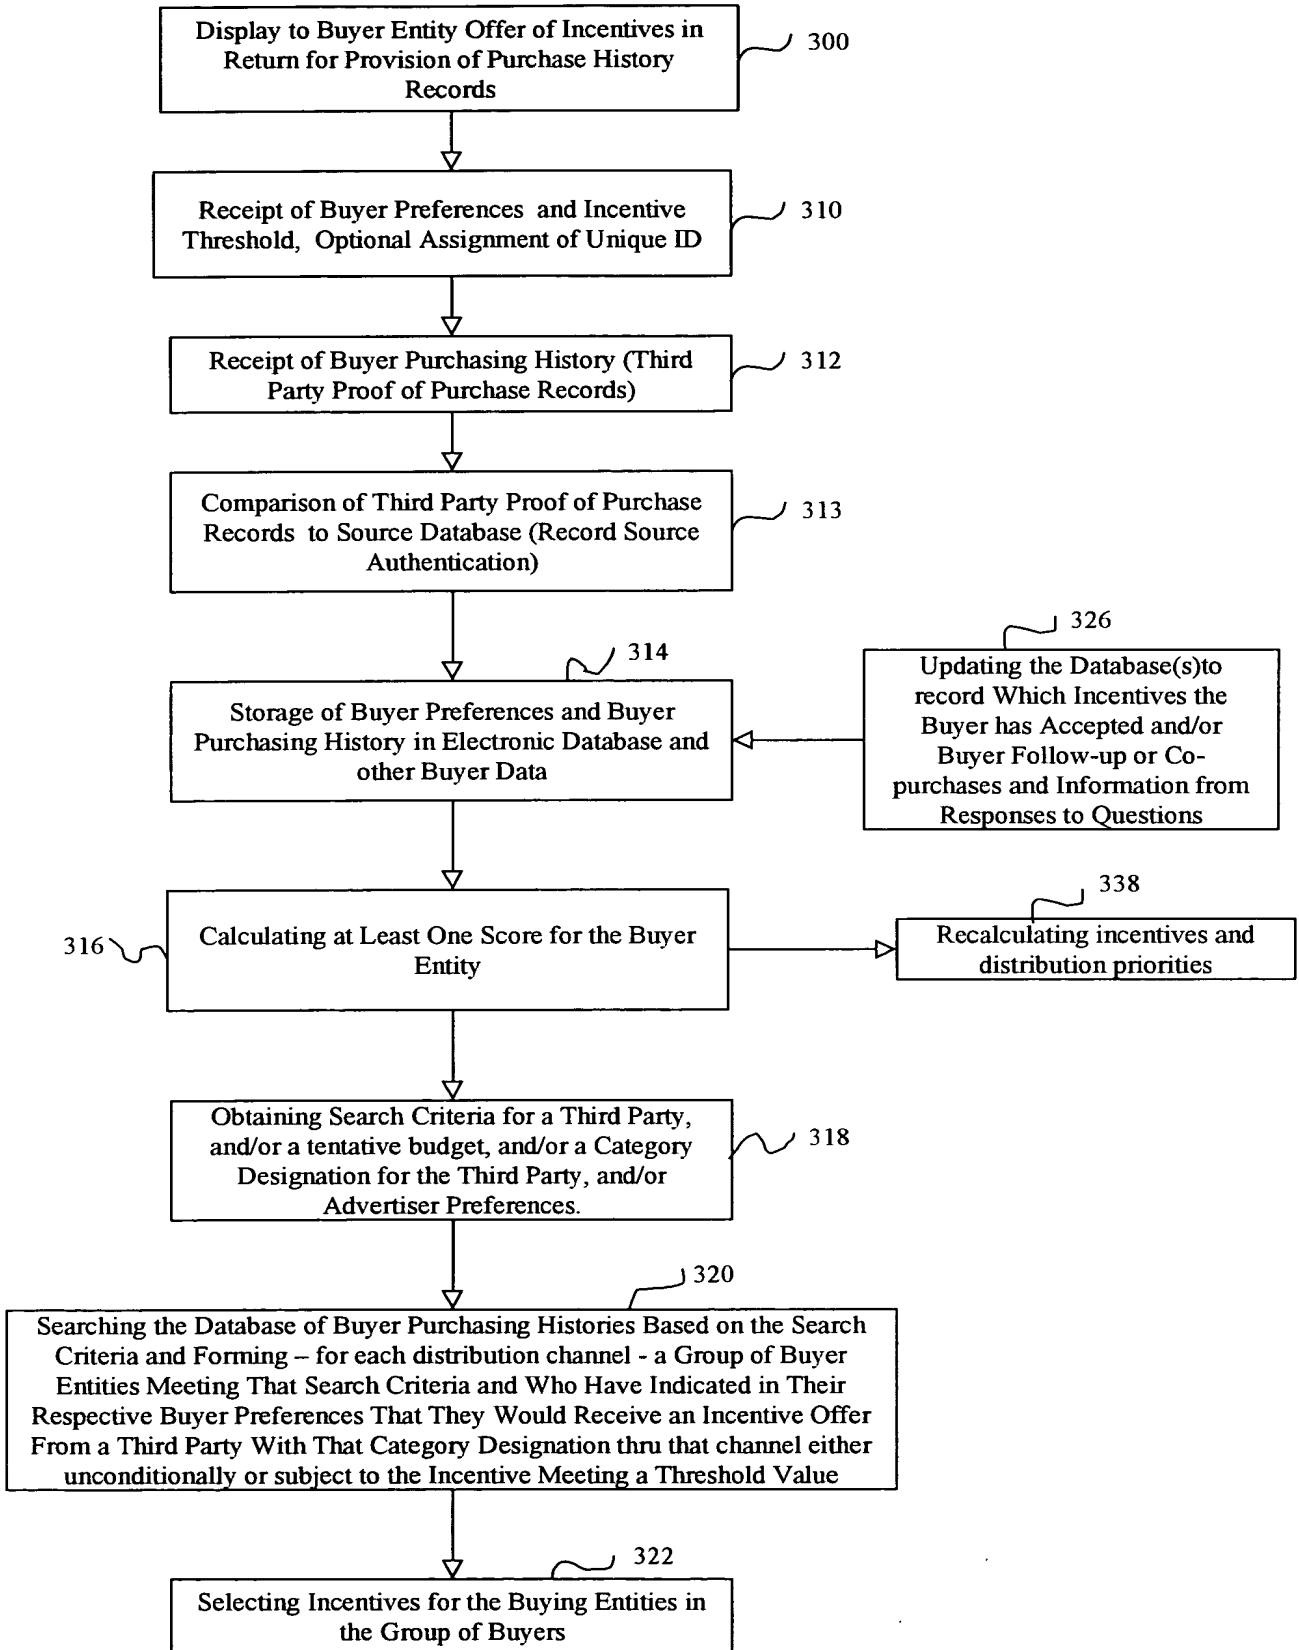 Display to Buyer Entity Offer of Incentives in
Return for Provision of Purchase History
Records
300
Receipt of Buyer Preferences and Incentive
Threshold, Optional Assignment of Unique ID
310
Receipt of Buyer Purchasing History (Third
Party Proof of Purchase Records)
312
Comparison of Third Party Proof of Purchase
Records to Source Database (Record Source
Authentication)
313
314
Storage of Buyer Preferences and Buyer
Purchasing History in Electronic Database and
other Buyer Data
326
Updating the Database(s)to
record Which Incentives the
Buyer has Accepted and/or
Buyer Follow-up or Co-
purchases and Information from
Responses to Questions
316
Calculating at Least One Score for the Buyer
Entity
338
Recalculating incentives and
distribution priorities
Obtaining Search Criteria for a Third Party,
and/or a tentative budget, and/or a Category
Designation for the Third Party, and/or
Advertiser Preferences.
318
320
Searching the Database of Buyer Purchasing Histories Based on the Search
Criteria and Forming – for each distribution channel - a Group of Buyer
Entities Meeting That Search Criteria and Who Have Indicated in Their
Respective Buyer Preferences That They Would Receive an Incentive Offer
From a Third Party With That Category Designation thru that channel either
unconditionally or subject to the Incentive Meeting a Threshold Value
322
Selecting Incentives for the Buying Entities in
the Group of Buyers